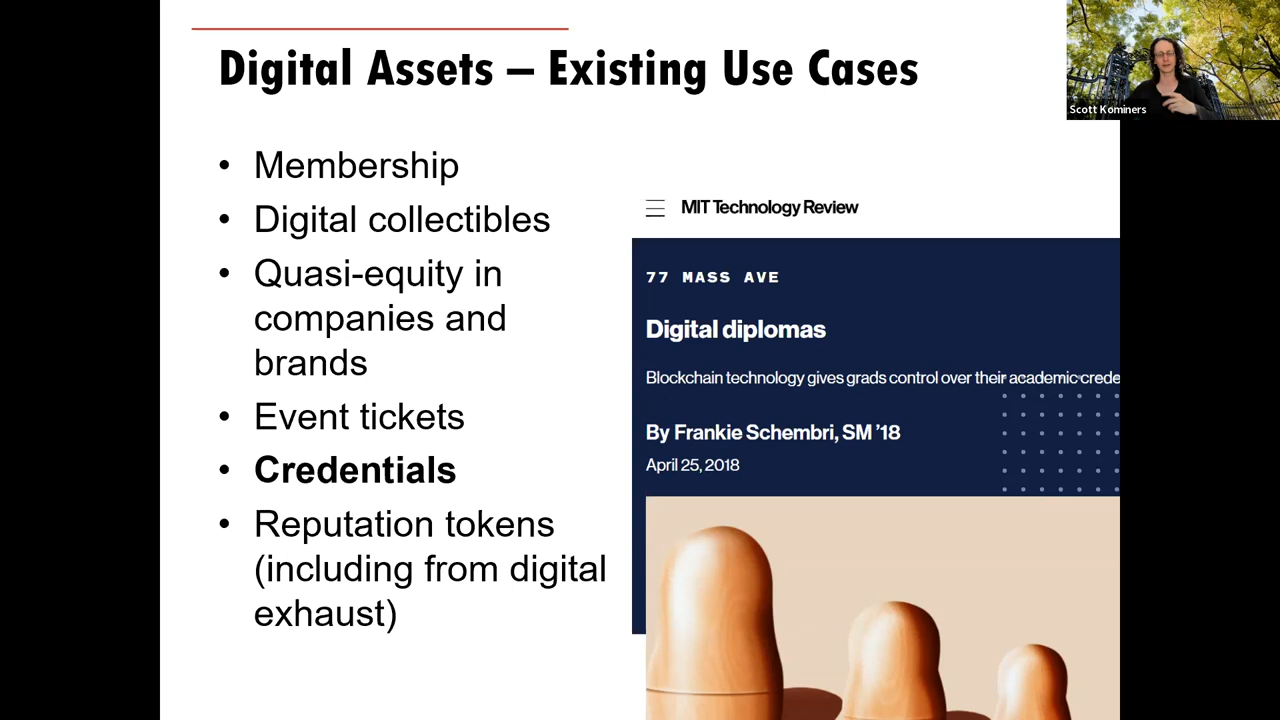 Digital Assets – Existing Use Cases
Scott Kominers
• Membership
• Digital collectibles
• Quasi-equity in
companies and
brands
• Event tickets
• Credentials
• Reputation tokens
(including from digital
exhaust)
MIT Technology Review
77 MASS AVE
Digital diplomas
Blockchain technology gives grads control over their academic crede
By Frankie Schembri, SM ’18
April 25, 2018